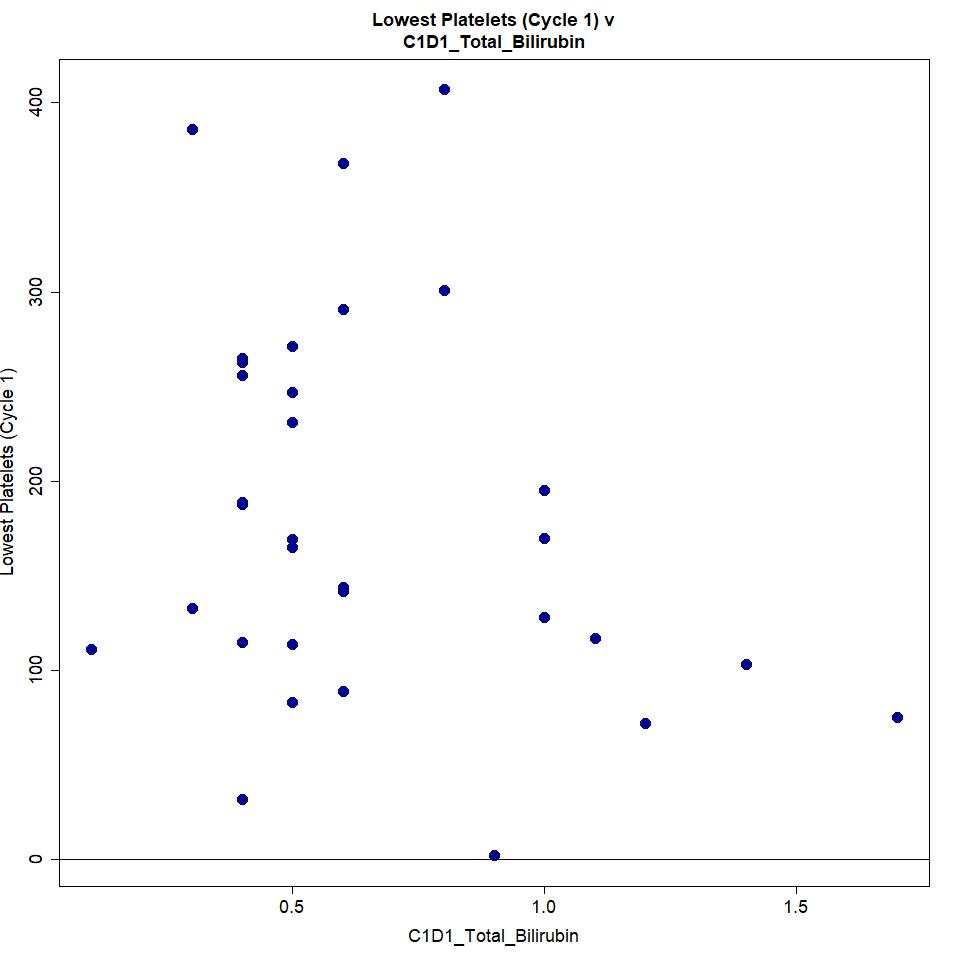 Lowest Platelets (Cycle 1) v
C1D1_Total_Bilirubin
400
300
200
100
0
Lowest Platelets (Cycle 1)
0.5
1.0
1.5
C1D1_Total_Bilirubin